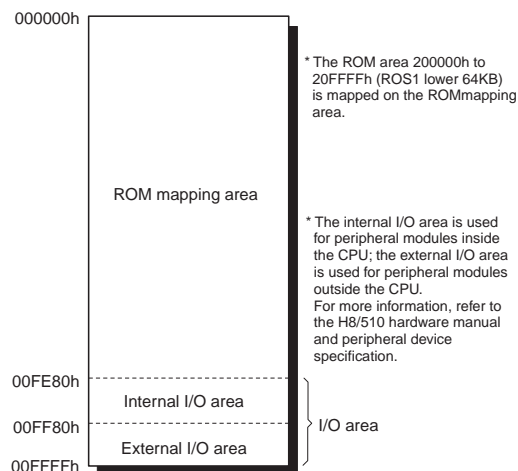 000000h
* The ROM area 200000h to
20FFFFh (ROS1 lower 64KB)
is mapped on the ROMmapping
area.
ROM mapping area
* The internal I/O area is used
for peripheral modules inside
the CPU; the external I/O area
is used for peripheral modules
outside the CPU.
For more information, refer to
the H8/510 hardware manual
and peripheral device
specification.
00FE80h
Internal I/O area
00FF80h
I/O area
External I/O area
00FFFFh